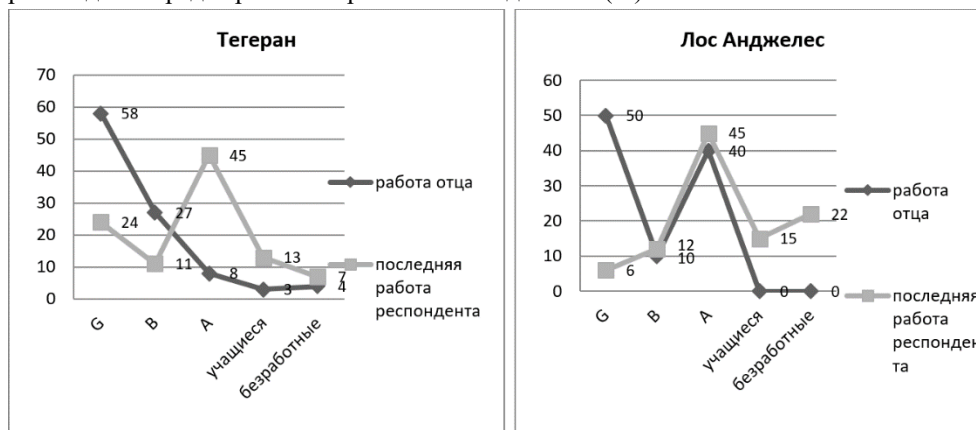 Тегеран
70
60
50
40
30
20
10
0
58
27
8
3
4
24
11
45
13
7
G
B
A
учащиеся
безработные
работа отца
последняя
работа
респондента
Лос Анджелес
60
50
40
30
20
10
0
50
10
40
0
0
6
12
45
15
22
G
B
A
учащиеся
безработные
работа
отца
последняя
работа
респонден
та